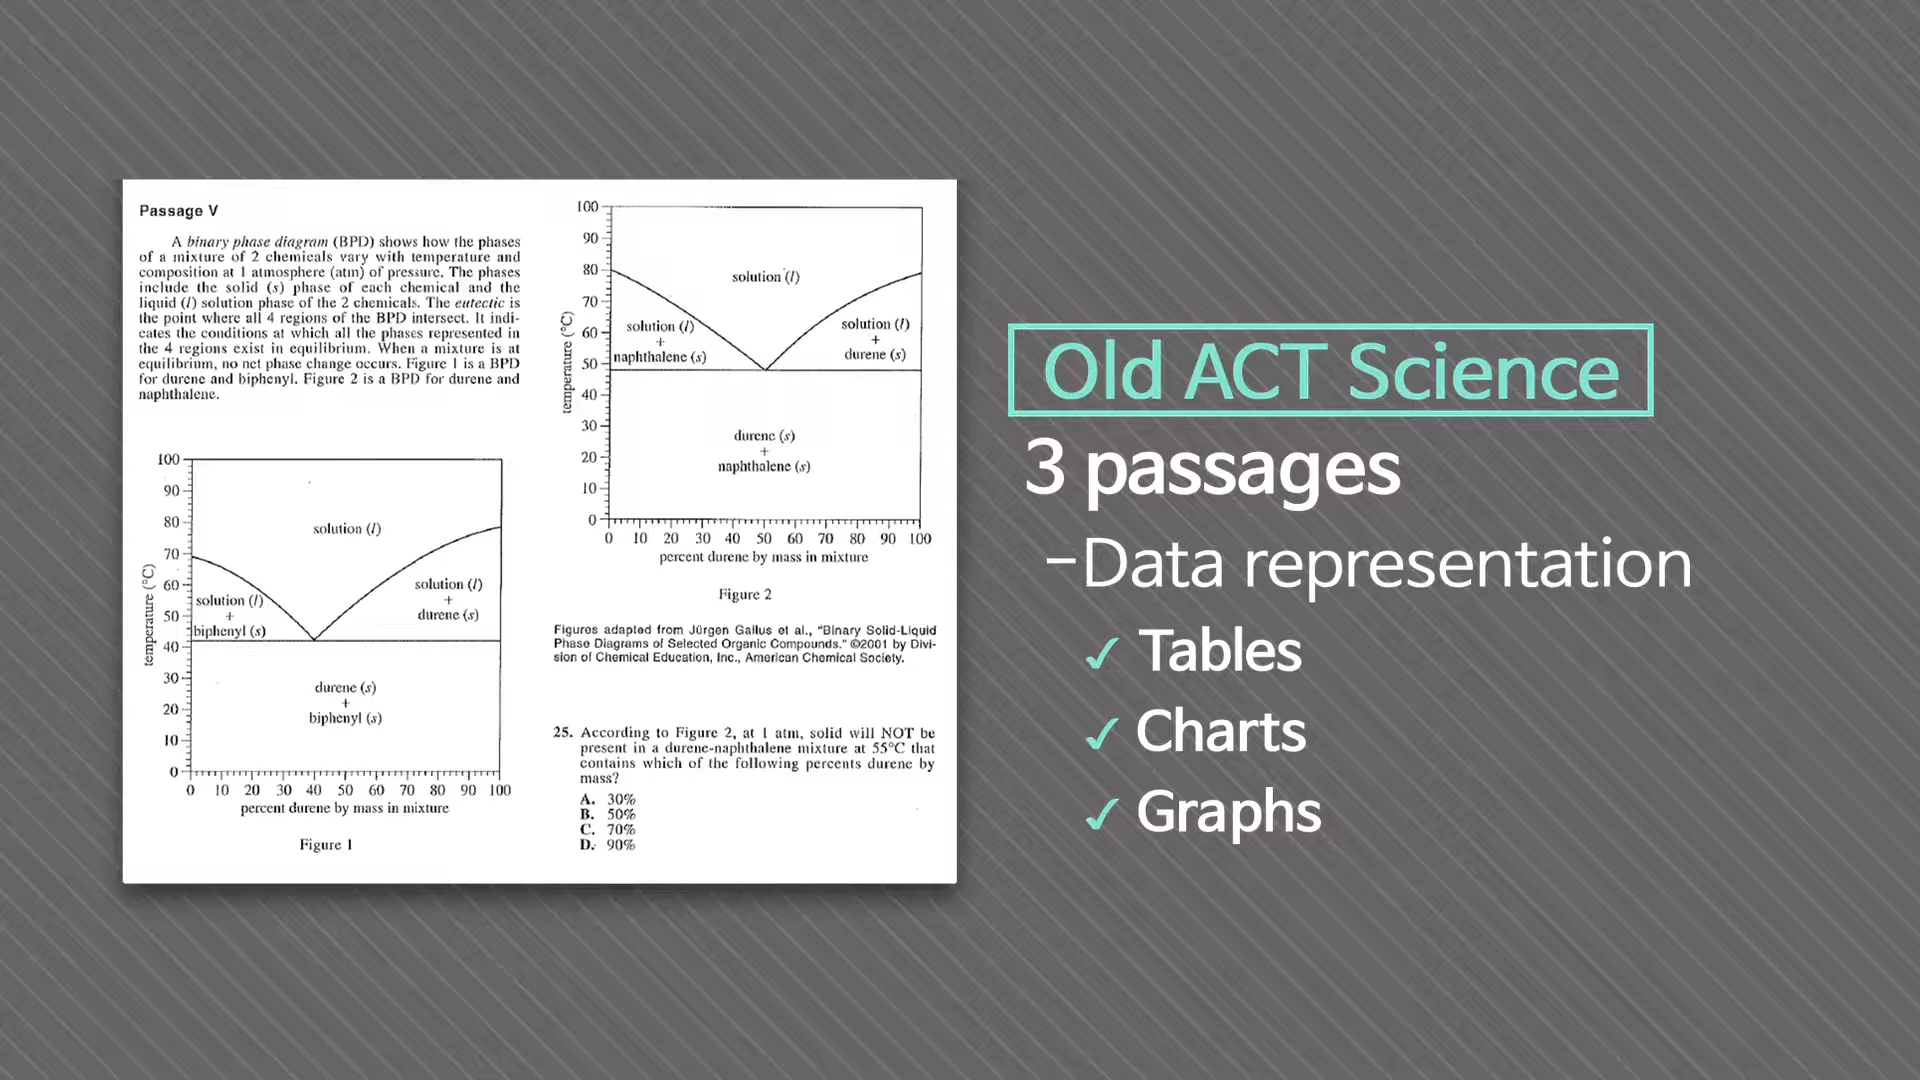 Passage V
A binary phase diagram (BPD) shows how the phases
of a mixture of 2 chemicals vary with temperature and
composition at 1 atmosphere (atm) of pressure. The phases
include the solid (s) phase of each chemical and the
liquid (l) solution phase of the 2 chemicals. The eutectic is
the point where all 4 regions of the BPD intersect. It indi-
cates the conditions at which all the phases represented in
the 4 regions exist in equilibrium. When a mixture is at
equilibrium, no net phase change occurs. Figure 1 is a BPD
for durene and biphenyl. Figure 2 is a BPD for durene and
naphthalene.
100
90
80
70
60
50
40
30
20
10
0
temperature (°C)
solution (l)
solution (l)
+
biphenyl (s)
solution (l)
+
durene (s)
durene (s)
+
biphenyl (s)
0 10 20 30 40 50 60 70 80 90 100
percent durene by mass in mixture
Figure 1
100
90
80
70
60
50
40
30
20
10
0
temperature (°C)
solution (l)
solution (l)
+
naphthalene (s)
solution (l)
+
durene (s)
durene (s)
+
naphthalene (s)
0 10 20 30 40 50 60 70 80 90 100
percent durene by mass in mixture
Figure 2
Figures adapted from Jürgen Gallus et al., "Binary Solid-Liquid
Phase Diagrams of Selected Organic Compounds." ©2001 by Divi-
sion of Chemical Education, Inc., American Chemical Society.
25. According to Figure 2, at 1 atm, solid will NOT be
present in a durene-naphthalene mixture at 55°C that
contains which of the following percents durene by
mass?
A. 30%
B. 50%
C. 70%
D. 90%
Old ACT Science
3 passages
-Data representation
✓ Tables
✓ Charts
✓ Graphs